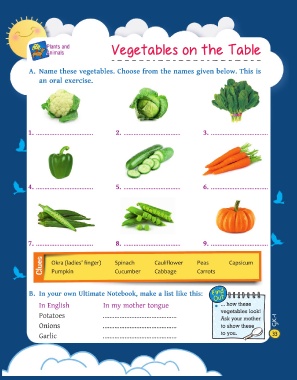 Plants and
Animals
Vegetables on the Table
A. Name these vegetables. Choose from the names given below. This is
an oral exercise.
1. ........................ 2. ........................ 3. ........................
4. ........................ 5. ........................ 6. ........................
7. ........................ 8. ........................ 9. ........................
Clues
Okra (ladies' finger) Spinach Cauliflower Peas Capsicum
Pumpkin Cucumber Cabbage Carrots
B. In your own Ultimate Notebook, make a list like this:
In English In my mother tongue
Potatoes ........................
Onions ........................
Garlic ........................
Find Out
... how these
vegetables look!
Ask your mother
to show these
to you.